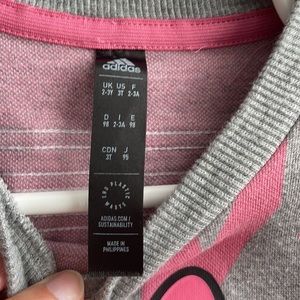 adidas
UK US F
2-3Y 3T 2-3A
D I E
98 2-3A 98
CDN J
3T 95
END PLASTIC WASTE
ADIDAS.COM /
SUSTAINABILITY
MADE IN
PHILIPPINES